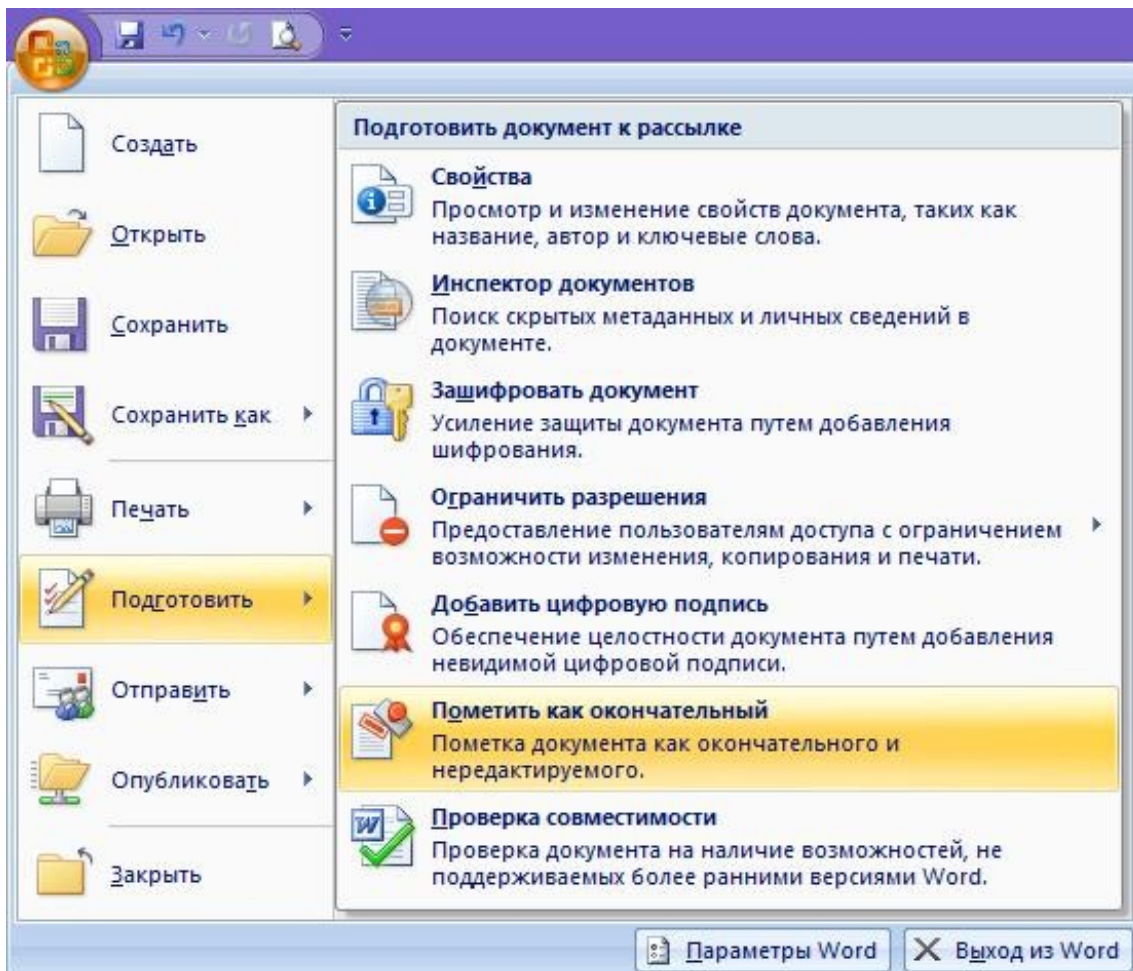 Создать
Открыть
Сохранить
Сохранить как
Печать
Подготовить
Отправить
Опубликовать
Закрыть
Подготовить документ к рассылке
Свойства
Просмотр и изменение свойств документа, таких как
название, автор и ключевые слова.
Инспектор документов
Поиск скрытых метаданных и личных сведений в
документе.
Зашифровать документ
Усиление защиты документа путем добавления
шифрования.
Ограничить разрешения
Предоставление пользователям доступа с ограничением
возможности изменения, копирования и печати.
Добавить цифровую подпись
Обеспечение целостности документа путем добавления
невидимой цифровой подписи.
Пометить как окончательный
Пометка документа как окончательного и
нередактируемого.
Проверка совместимости
Проверка документа на наличие возможностей, не
поддерживаемых более ранними версиями Word.
Параметры Word
Выход из Word